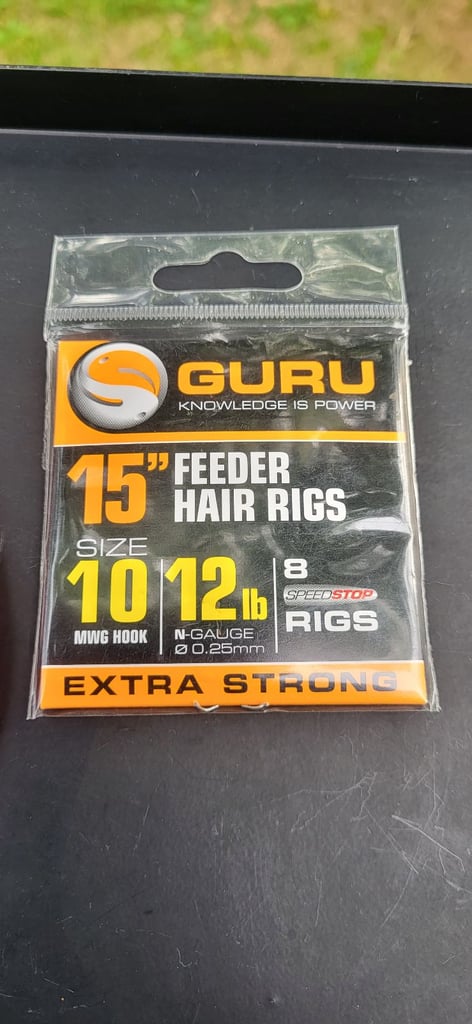 GURU
KNOWLEDGE IS POWER
15” FEEDER
HAIR RIGS
SIZE
10
MWG HOOK
12lb
N-GAUGE
Ø 0.25mm
8
SPEEDSTOP
RIGS
EXTRA STRONG